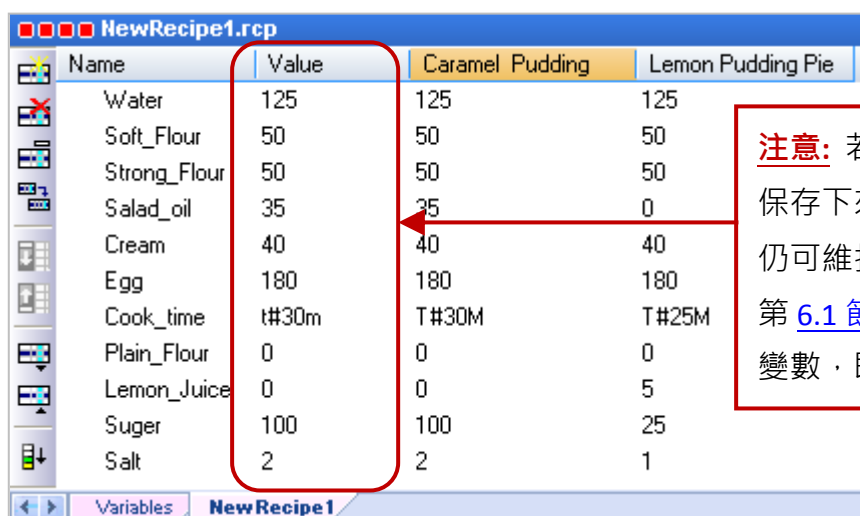 NewRecipe1.rcp
Name Value Caramel Pudding Lemon Pudding Pie
Water 125 125 125
Soft_Flour 50 50 50
Strong_Flour 50 50 50
Salad_oil 35 35 0
Cream 40 40 40
Egg 180 180 180
Cook_time t#30m T#30M T#25M
Plain_Flour 0 0 0
Lemon_Juice 0 0 5
Suger 100 100 25
Salt 2 2 1
注意:
保存下
仍可維
第 6.1 節
變數，
Variables NewRecipe1